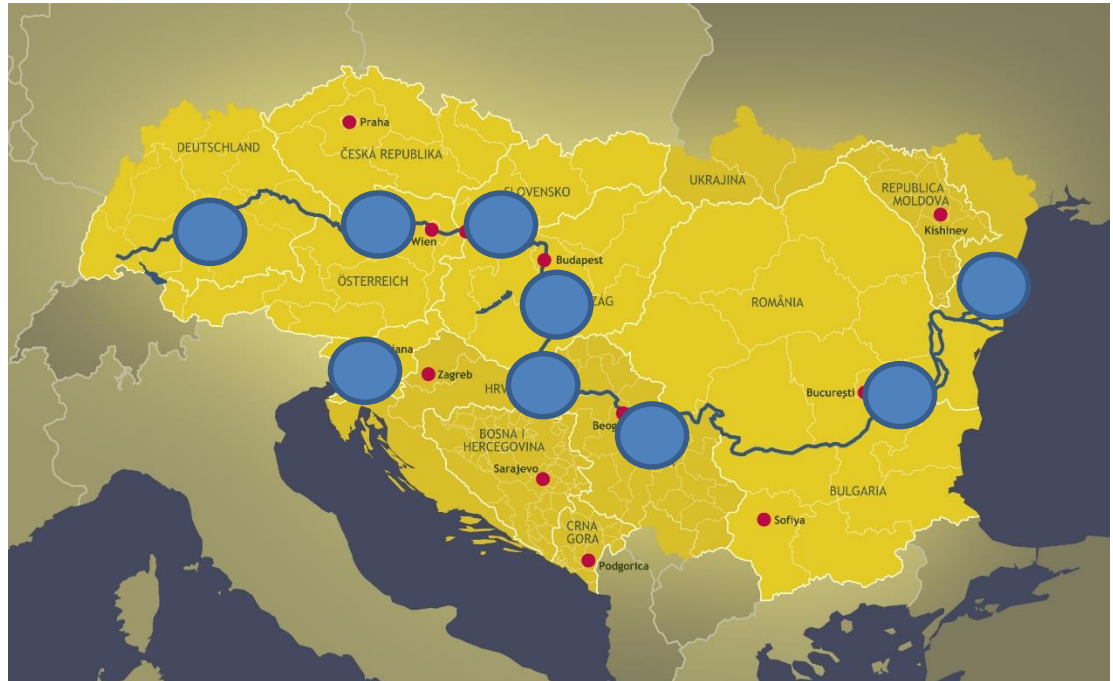 Praha
DEUTSCHLAND
ČESKÁ REPUBLIKA
UKRAJINA
SLOVENSKO
REPUBLICA
MOLDOVA
Kishinev
Wien
Budapest
ÖSTERREICH
ROMÂNIA
Zagreb
București
BOSNA I
HERCEGOVINA
Sarajevo
BULGARIA
Sofiya
CRNA
GORA
Podgorica